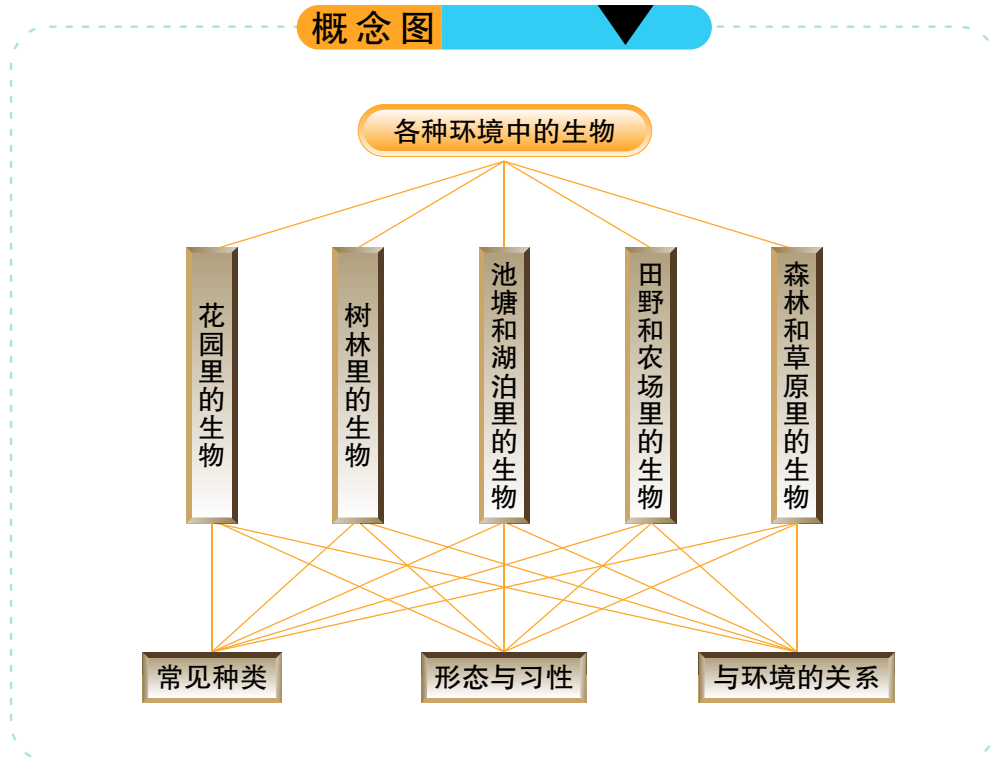 概念图
各种环境中的生物
花园里的生物
树林里的生物
池塘和湖泊里的生物
田野和农场里的生物
森林和草原里的生物
常见种类
形态与习性
与环境的关系